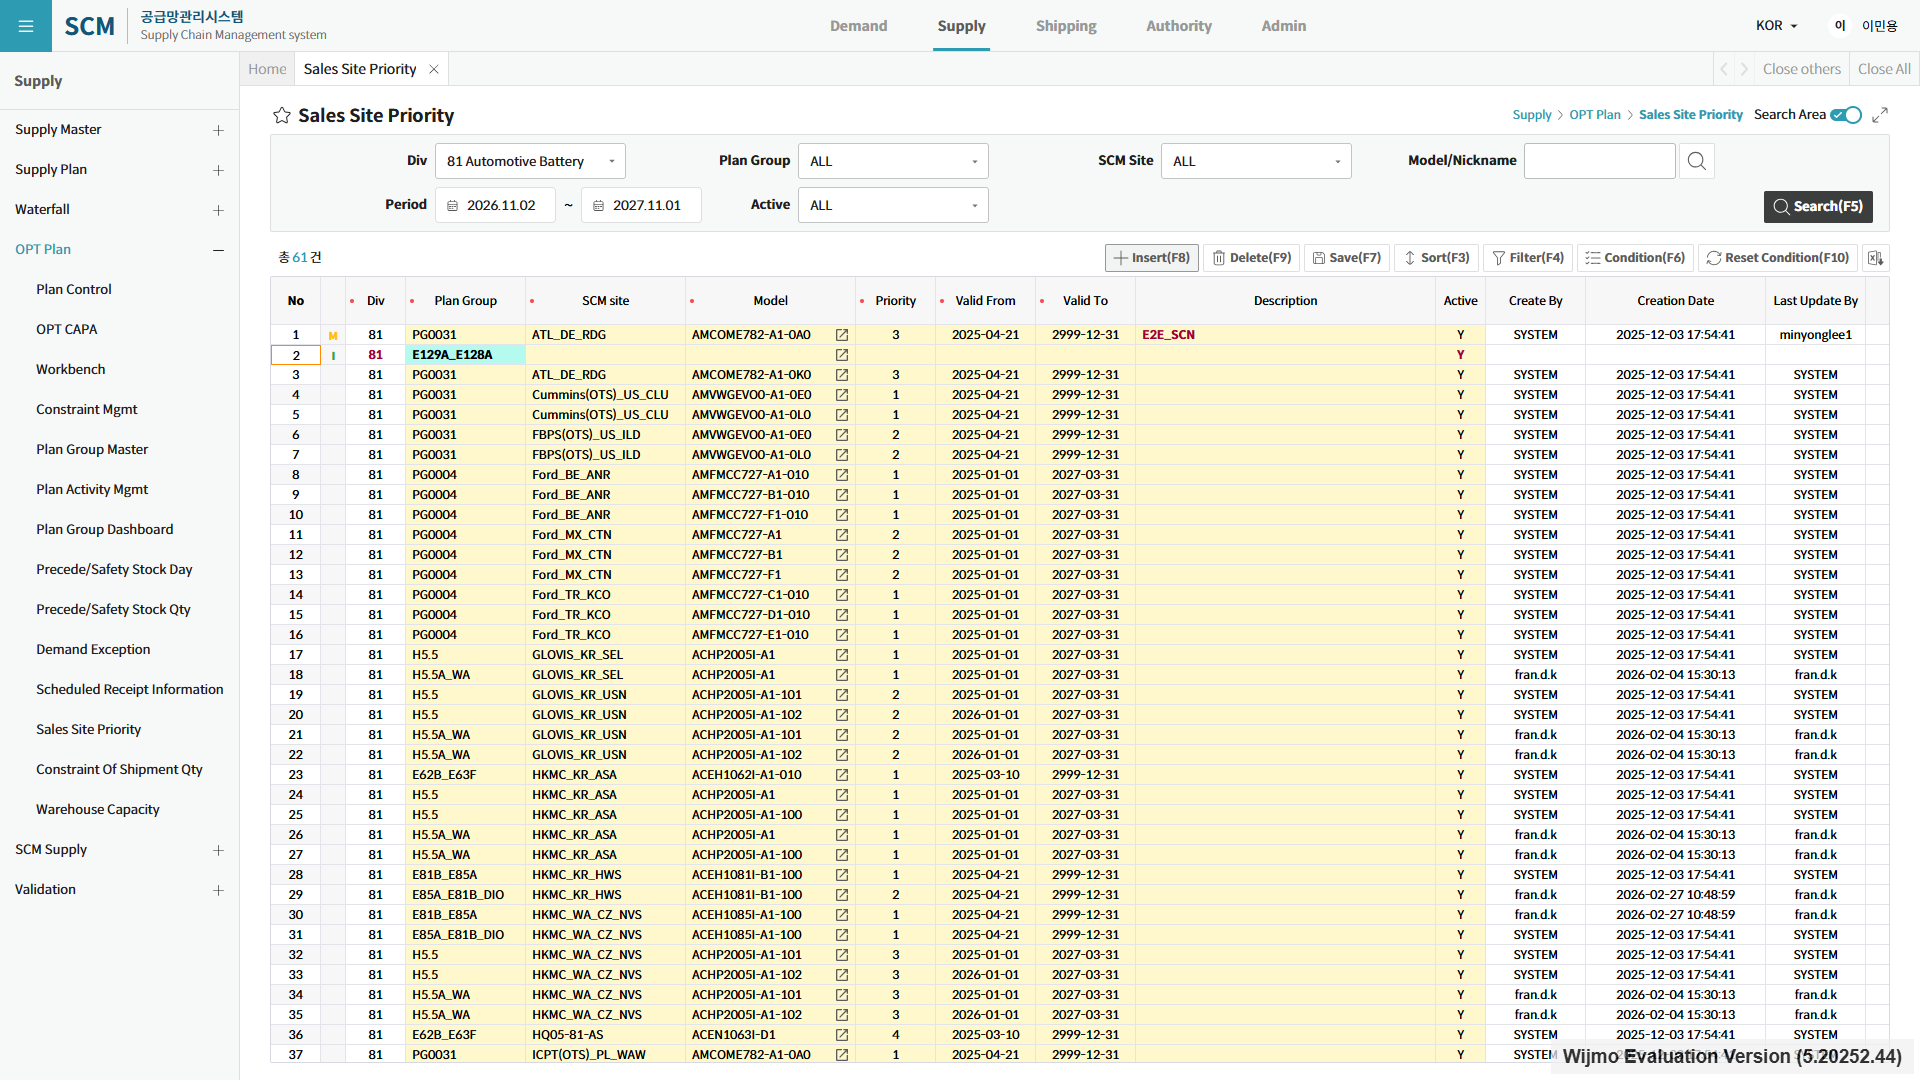 SCM 공급망관리시스템 Demand Supply Shipping Authority Admin KOR 이 이민용
Supply Chain Management system
Supply
Home Sales Site Priority Close others Close All
Supply Master
Supply Plan
Waterfall
OPT Plan
Plan Control
OPT CAPA
Workbench
Constraint Mgmt
Plan Group Master
Plan Activity Mgmt
Plan Group Dashboard
Precede/Safety Stock Day
Precede/Safety Stock Qty
Demand Exception
Scheduled Receipt Information
Sales Site Priority
Constraint Of Shipment Qty
Warehouse Capacity
SCM Supply
Validation
Sales Site Priority Supply > OPT Plan > Sales Site Priority Search Area
Div 81 Automotive Battery Plan Group ALL SCM Site ALL Model/Nickname
Period 2026.11.02 ~ 2027.11.01 Active ALL Search(F5)
총 61 건 Insert(F8) Delete(F9) Save(F7) Sort(F3) Filter(F4) Condition(F6) Reset Condition(F10)
No Div Plan Group SCM site Model Priority Valid From Valid To Description Active Create By Creation Date Last Update By
1 M 81 PG0031 ATL_DE_RDG AMCOME782-A1-0A0 3 2025-04-21 2999-12-31 E2E_SCN Y SYSTEM 2025-12-03 17:54:41 minyonglee1
2 I 81 E129A_E128A Y
3 81 PG0031 ATL_DE_RDG AMCOME782-A1-0K0 3 2025-04-21 2999-12-31 Y SYSTEM 2025-12-03 17:54:41 SYSTEM
4 81 PG0031 Cummins(OTS)_US_CLU AMVWGEVO0-A1-0E0 1 2025-04-21 2999-12-31 Y SYSTEM 2025-12-03 17:54:41 SYSTEM
5 81 PG0031 Cummins(OTS)_US_CLU AMVWGEVO0-A1-0L0 1 2025-04-21 2999-12-31 Y SYSTEM 2025-12-03 17:54:41 SYSTEM
6 81 PG0031 FBPS(OTS)_US_ILD AMVWGEVO0-A1-0E0 2 2025-04-21 2999-12-31 Y SYSTEM 2025-12-03 17:54:41 SYSTEM
7 81 PG0031 FBPS(OTS)_US_ILD AMVWGEVO0-A1-0L0 2 2025-04-21 2999-12-31 Y SYSTEM 2025-12-03 17:54:41 SYSTEM
8 81 PG0004 Ford_BE_ANR AMFMCC727-A1-010 1 2025-01-01 2027-03-31 Y SYSTEM 2025-12-03 17:54:41 SYSTEM
9 81 PG0004 Ford_BE_ANR AMFMCC727-B1-010 1 2025-01-01 2027-03-31 Y SYSTEM 2025-12-03 17:54:41 SYSTEM
10 81 PG0004 Ford_BE_ANR AMFMCC727-F1-010 1 2025-01-01 2027-03-31 Y SYSTEM 2025-12-03 17:54:41 SYSTEM
11 81 PG0004 Ford_MX_CTN AMFMCC727-A1 2 2025-01-01 2027-03-31 Y SYSTEM 2025-12-03 17:54:41 SYSTEM
12 81 PG0004 Ford_MX_CTN AMFMCC727-B1 2 2025-01-01 2027-03-31 Y SYSTEM 2025-12-03 17:54:41 SYSTEM
13 81 PG0004 Ford_MX_CTN AMFMCC727-F1 2 2025-01-01 2027-03-31 Y SYSTEM 2025-12-03 17:54:41 SYSTEM
14 81 PG0004 Ford_TR_KCO AMFMCC727-C1-010 1 2025-01-01 2027-03-31 Y SYSTEM 2025-12-03 17:54:41 SYSTEM
15 81 PG0004 Ford_TR_KCO AMFMCC727-D1-010 1 2025-01-01 2027-03-31 Y SYSTEM 2025-12-03 17:54:41 SYSTEM
16 81 PG0004 Ford_TR_KCO AMFMCC727-E1-010 1 2025-01-01 2027-03-31 Y SYSTEM 2025-12-03 17:54:41 SYSTEM
17 81 H5.5 GLOVIS_KR_SEL ACHP2005I-A1 1 2025-01-01 2027-03-31 Y SYSTEM 2025-12-03 17:54:41 SYSTEM
18 81 H5.5A_WA GLOVIS_KR_SEL ACHP2005I-A1 1 2025-01-01 2027-03-31 Y fran.d.k 2026-02-04 15:30:13 fran.d.k
19 81 H5.5 GLOVIS_KR_USN ACHP2005I-A1-101 2 2025-01-01 2027-03-31 Y SYSTEM 2025-12-03 17:54:41 SYSTEM
20 81 H5.5 GLOVIS_KR_USN ACHP2005I-A1-102 2 2026-01-01 2027-03-31 Y SYSTEM 2025-12-03 17:54:41 SYSTEM
21 81 H5.5A_WA GLOVIS_KR_USN ACHP2005I-A1-101 2 2025-01-01 2027-03-31 Y fran.d.k 2026-02-04 15:30:13 fran.d.k
22 81 H5.5A_WA GLOVIS_KR_USN ACHP2005I-A1-102 2 2026-01-01 2027-03-31 Y fran.d.k 2026-02-04 15:30:13 fran.d.k
23 81 E62B_E63F HKMC_KR_ASA ACEH1062I-A1-010 1 2025-03-10 2999-12-31 Y SYSTEM 2025-12-03 17:54:41 SYSTEM
24 81 H5.5 HKMC_KR_ASA ACHP2005I-A1 1 2025-01-01 2027-03-31 Y SYSTEM 2025-12-03 17:54:41 SYSTEM
25 81 H5.5 HKMC_KR_ASA ACHP2005I-A1-100 1 2025-01-01 2027-03-31 Y SYSTEM 2025-12-03 17:54:41 SYSTEM
26 81 H5.5A_WA HKMC_KR_ASA ACHP2005I-A1 1 2025-01-01 2027-03-31 Y fran.d.k 2026-02-04 15:30:13 fran.d.k
27 81 H5.5A_WA HKMC_KR_ASA ACHP2005I-A1-100 1 2025-01-01 2027-03-31 Y fran.d.k 2026-02-04 15:30:13 fran.d.k
28 81 E81B_E85A HKMC_KR_HWS ACEH1081I-B1-100 1 2025-04-21 2999-12-31 Y SYSTEM 2025-12-03 17:54:41 SYSTEM
29 81 E85A_E81B_DIO HKMC_KR_HWS ACEH1081I-B1-100 2 2025-04-21 2999-12-31 Y fran.d.k 2026-02-27 10:48:59 fran.d.k
30 81 E81B_E85A HKMC_WA_CZ_NVS ACEH1085I-A1-100 1 2025-04-21 2999-12-31 Y fran.d.k 2026-02-27 10:48:59 fran.d.k
31 81 E85A_E81B_DIO HKMC_WA_CZ_NVS ACEH1085I-A1-100 1 2025-04-21 2999-12-31 Y SYSTEM 2025-12-03 17:54:41 SYSTEM
32 81 H5.5 HKMC_WA_CZ_NVS ACHP2005I-A1-101 3 2025-01-01 2027-03-31 Y SYSTEM 2025-12-03 17:54:41 SYSTEM
33 81 H5.5 HKMC_WA_CZ_NVS ACHP2005I-A1-102 3 2026-01-01 2027-03-31 Y SYSTEM 2025-12-03 17:54:41 SYSTEM
34 81 H5.5A_WA HKMC_WA_CZ_NVS ACHP2005I-A1-101 3 2025-01-01 2027-03-31 Y fran.d.k 2026-02-04 15:30:13 fran.d.k
35 81 H5.5A_WA HKMC_WA_CZ_NVS ACHP2005I-A1-102 3 2026-01-01 2027-03-31 Y fran.d.k 2026-02-04 15:30:13 fran.d.k
36 81 E62B_E63F HQ05-81-AS ACEN1063I-D1 4 2025-03-10 2999-12-31 Y SYSTEM 2025-12-03 17:54:41 SYSTEM
37 81 PG0031 ICPT(OTS)_PL_WAW AMCOME782-A1-0A0 1 2025-04-21 2999-12-31 Y SYSTEM
Wijmo Evaluation Version (5.20252.44)